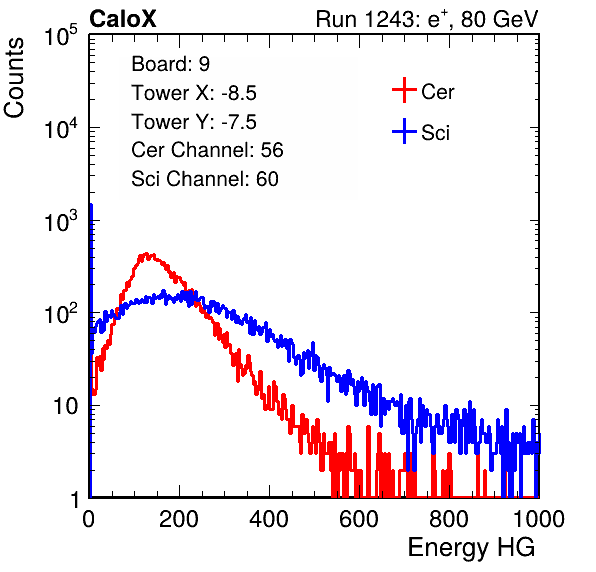 CaloX Run 1243: e⁺, 80 GeV
Counts
10⁵
10⁴
10³
10²
10
1
Board: 9
Tower X: -8.5
Tower Y: -7.5
Cer Channel: 56
Sci Channel: 60
Cer
Sci
0 200 400 600 800 1000
Energy HG